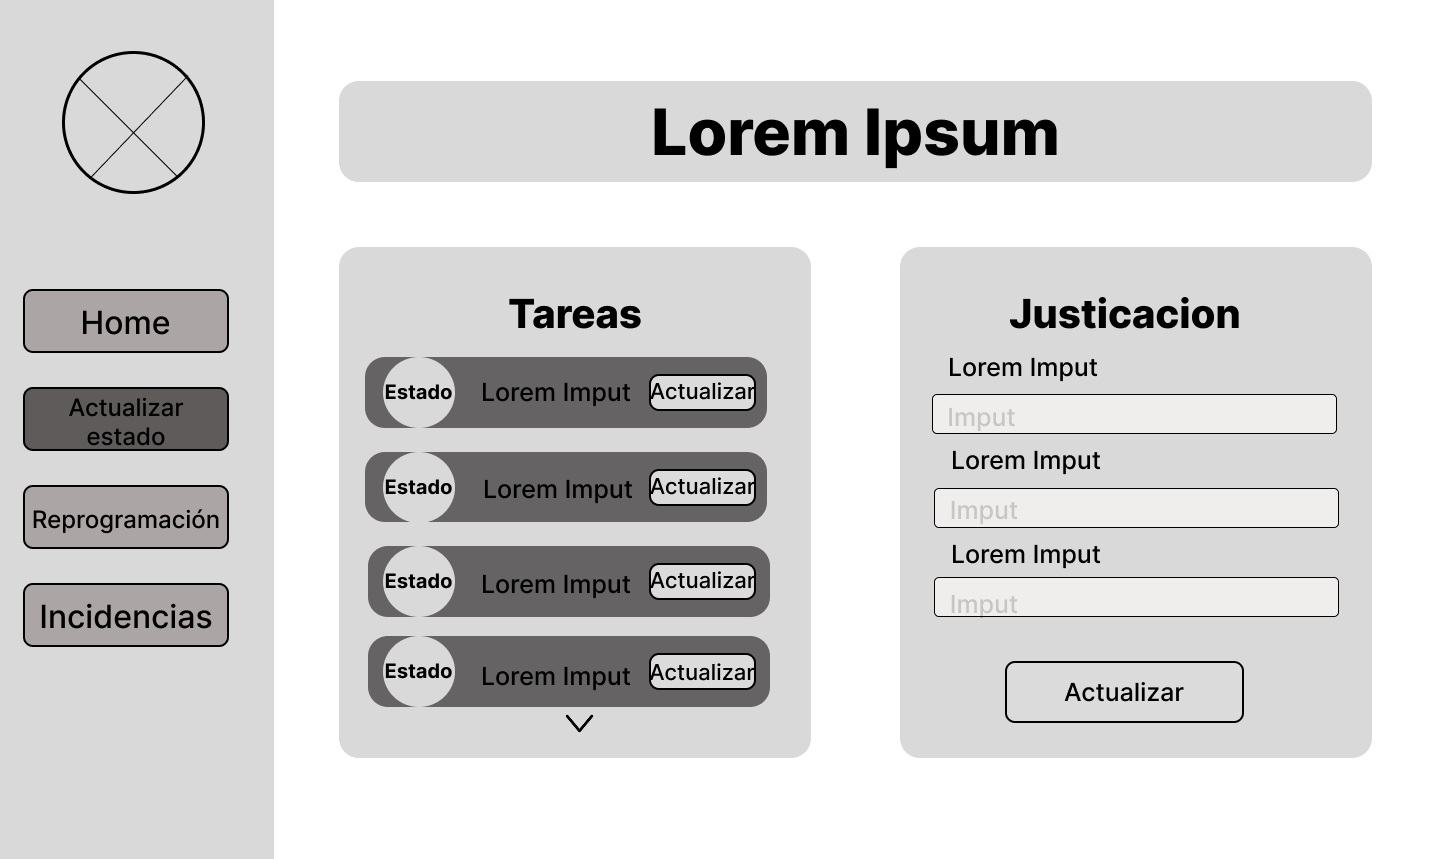 Home
Actualizar
estado
Reprogramación
Incidencias
Lorem Ipsum
Tareas
Estado Lorem Imput Actualizar
Estado Lorem Imput Actualizar
Estado Lorem Imput Actualizar
Estado Lorem Imput Actualizar
Justicacion
Lorem Imput
Imput
Lorem Imput
Imput
Lorem Imput
Imput
Actualizar